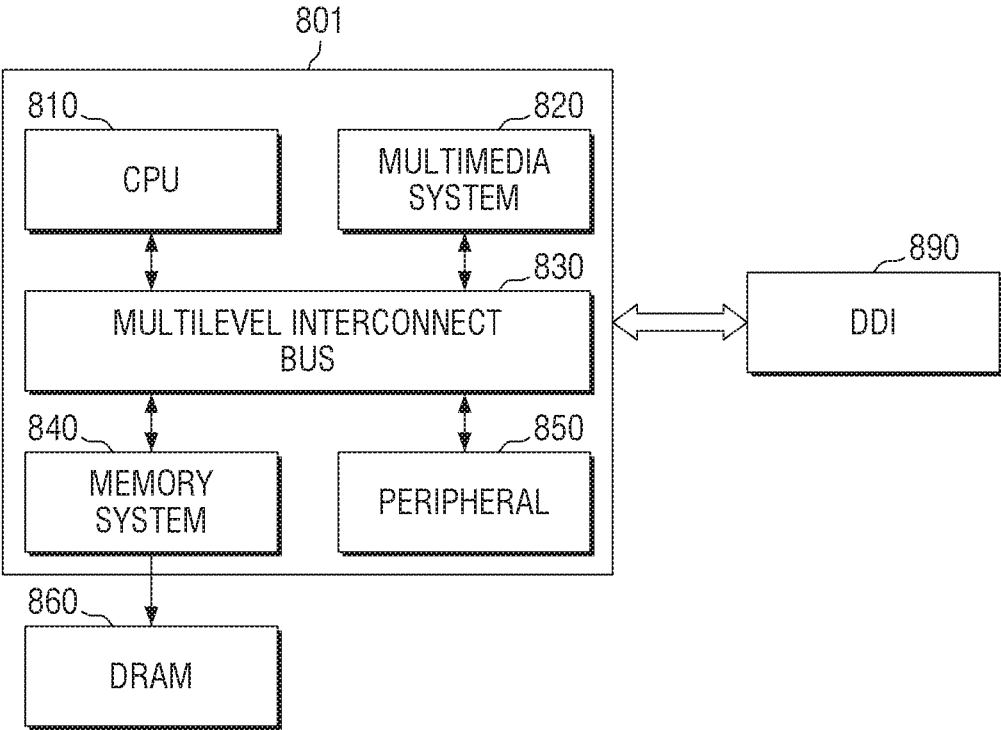 801
810
820
CPU
MULTIMEDIA
SYSTEM
830
890
MULTILEVEL INTERCONNECT
BUS
DDI
840
850
MEMORY
SYSTEM
PERIPHERAL
860
DRAM